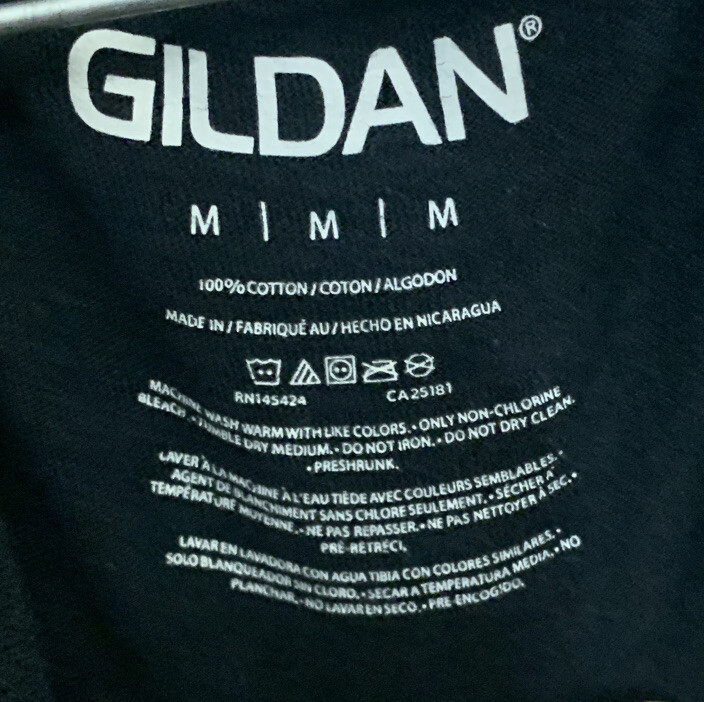 GILDAN®
M | M | M
100% COTTON / COTON / ALGODON
MADE IN / FABRIQUÉ AU / HECHO EN NICARAGUA
RN145424 CA25181
MACHINE WASH WARM WITH LIKE COLORS. • ONLY NON-CHLORINE
BLEACH. • TUMBLE DRY MEDIUM. • DO NOT IRON. • DO NOT DRY CLEAN.
• PRESHRUNK.
LAVER À LA MACHINE À L'EAU TIÈDE AVEC COULEURS SEMBLABLES. •
AGENT DE BLANCHIMENT SANS CHLORE SEULEMENT. • SÉCHER À
TEMPÉRATURE MOYENNE. • NE PAS REPASSER. • NE PAS NETTOYER À SEC. •
PRÉ-RÉTRÉCI.
LAVAR EN LAVADORA CON AGUA TIBIA CON COLORES SIMILARES. •
SOLO BLANQUEADOR SIN CLORO. • SECAR A TEMPERATURA MEDIA. • NO
PLANCHAR. • NO LAVAR EN SECO. • PRE-ENCOGIDO.